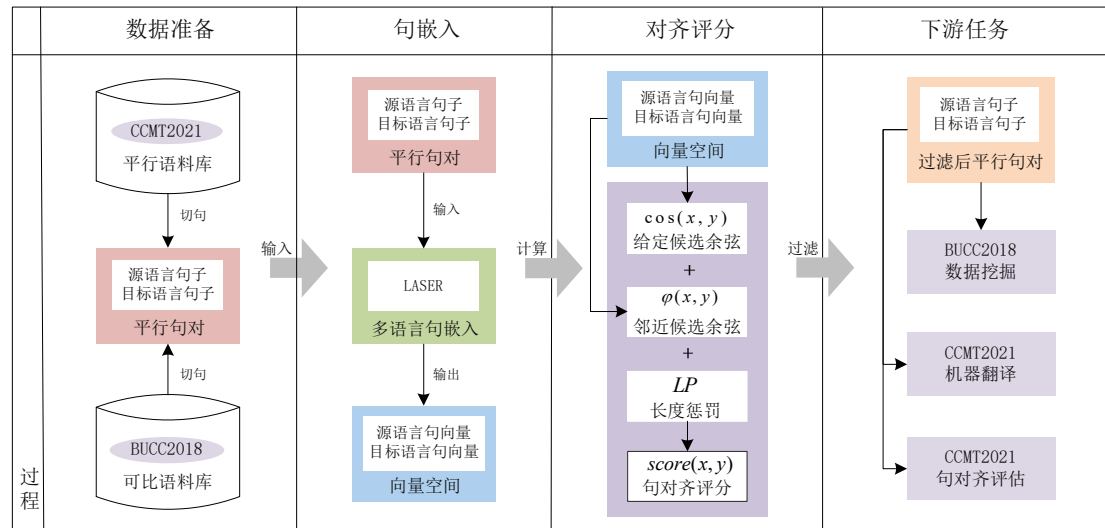 数据准备
句嵌入
对齐评分
下游任务
过程
CCMT2021
平行语料库
切句
源语言句子
目标语言句子
平行句对
切句
BUCC2018
可比语料库
输入
源语言句子
目标语言句子
平行句对
输入
LASER
多语言句嵌入
输出
源语言句向量
目标语言句向量
向量空间
计算
源语言句向量
目标语言句向量
向量空间
cos(x, y)
给定候选余弦
+
φ(x, y)
邻近候选余弦
+
LP
长度惩罚
score(x, y)
句对齐评分
过滤
源语言句子
目标语言句子
过滤后平行句对
BUCC2018
数据挖掘
CCMT2021
机器翻译
CCMT2021
句对齐评估